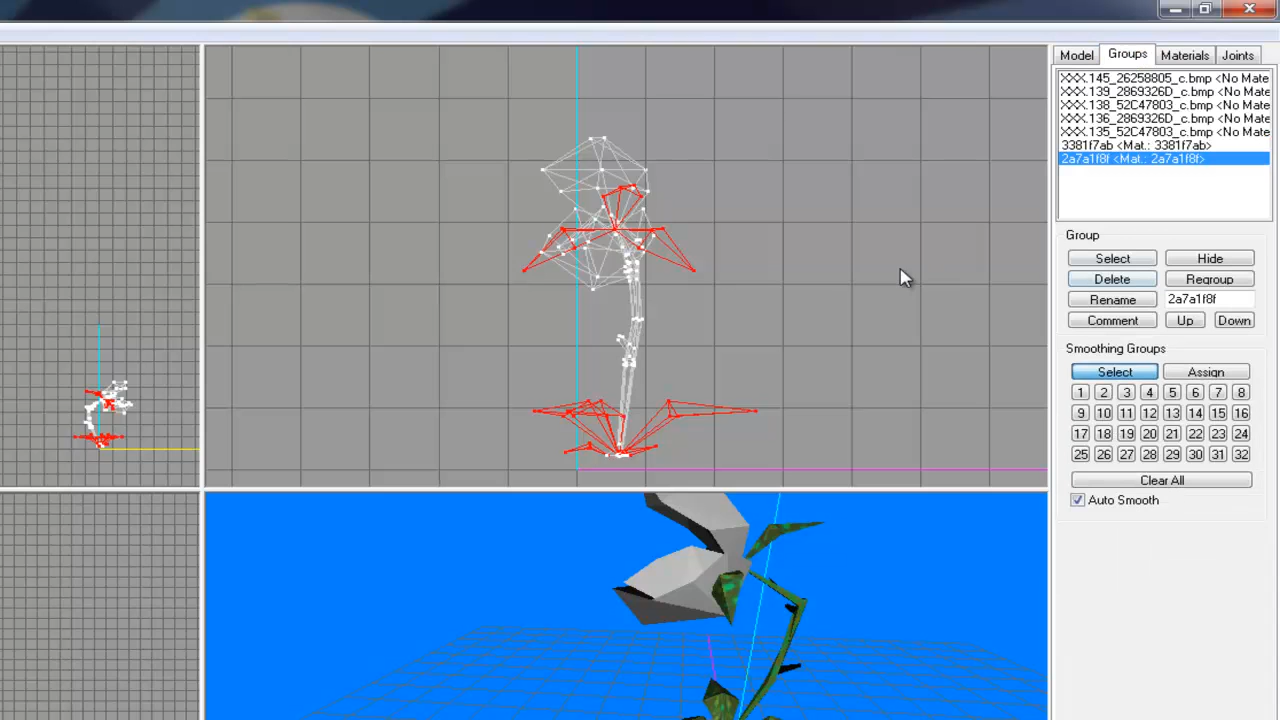 Model Groups Materials Joints
XXX.145_26258805_c.bmp <No Mate
XXX.139_2869326D_c.bmp <No Mate
XXX.138_52C47803_c.bmp <No Mate
XXX.136_2869326D_c.bmp <No Mate
XXX.135_52C47803_c.bmp <No Mate
3381f7ab <Mat.: 3381f7ab>
2a7a1f8f <Mat.: 2a7a1f8f>
Group
Select Hide
Delete Regroup
Rename 2a7a1f8f
Comment Up Down
Smoothing Groups
Select Assign
1 2 3 4 5 6 7 8
9 10 11 12 13 14 15 16
17 18 19 20 21 22 23 24
25 26 27 28 29 30 31 32
Clear All
Auto Smooth